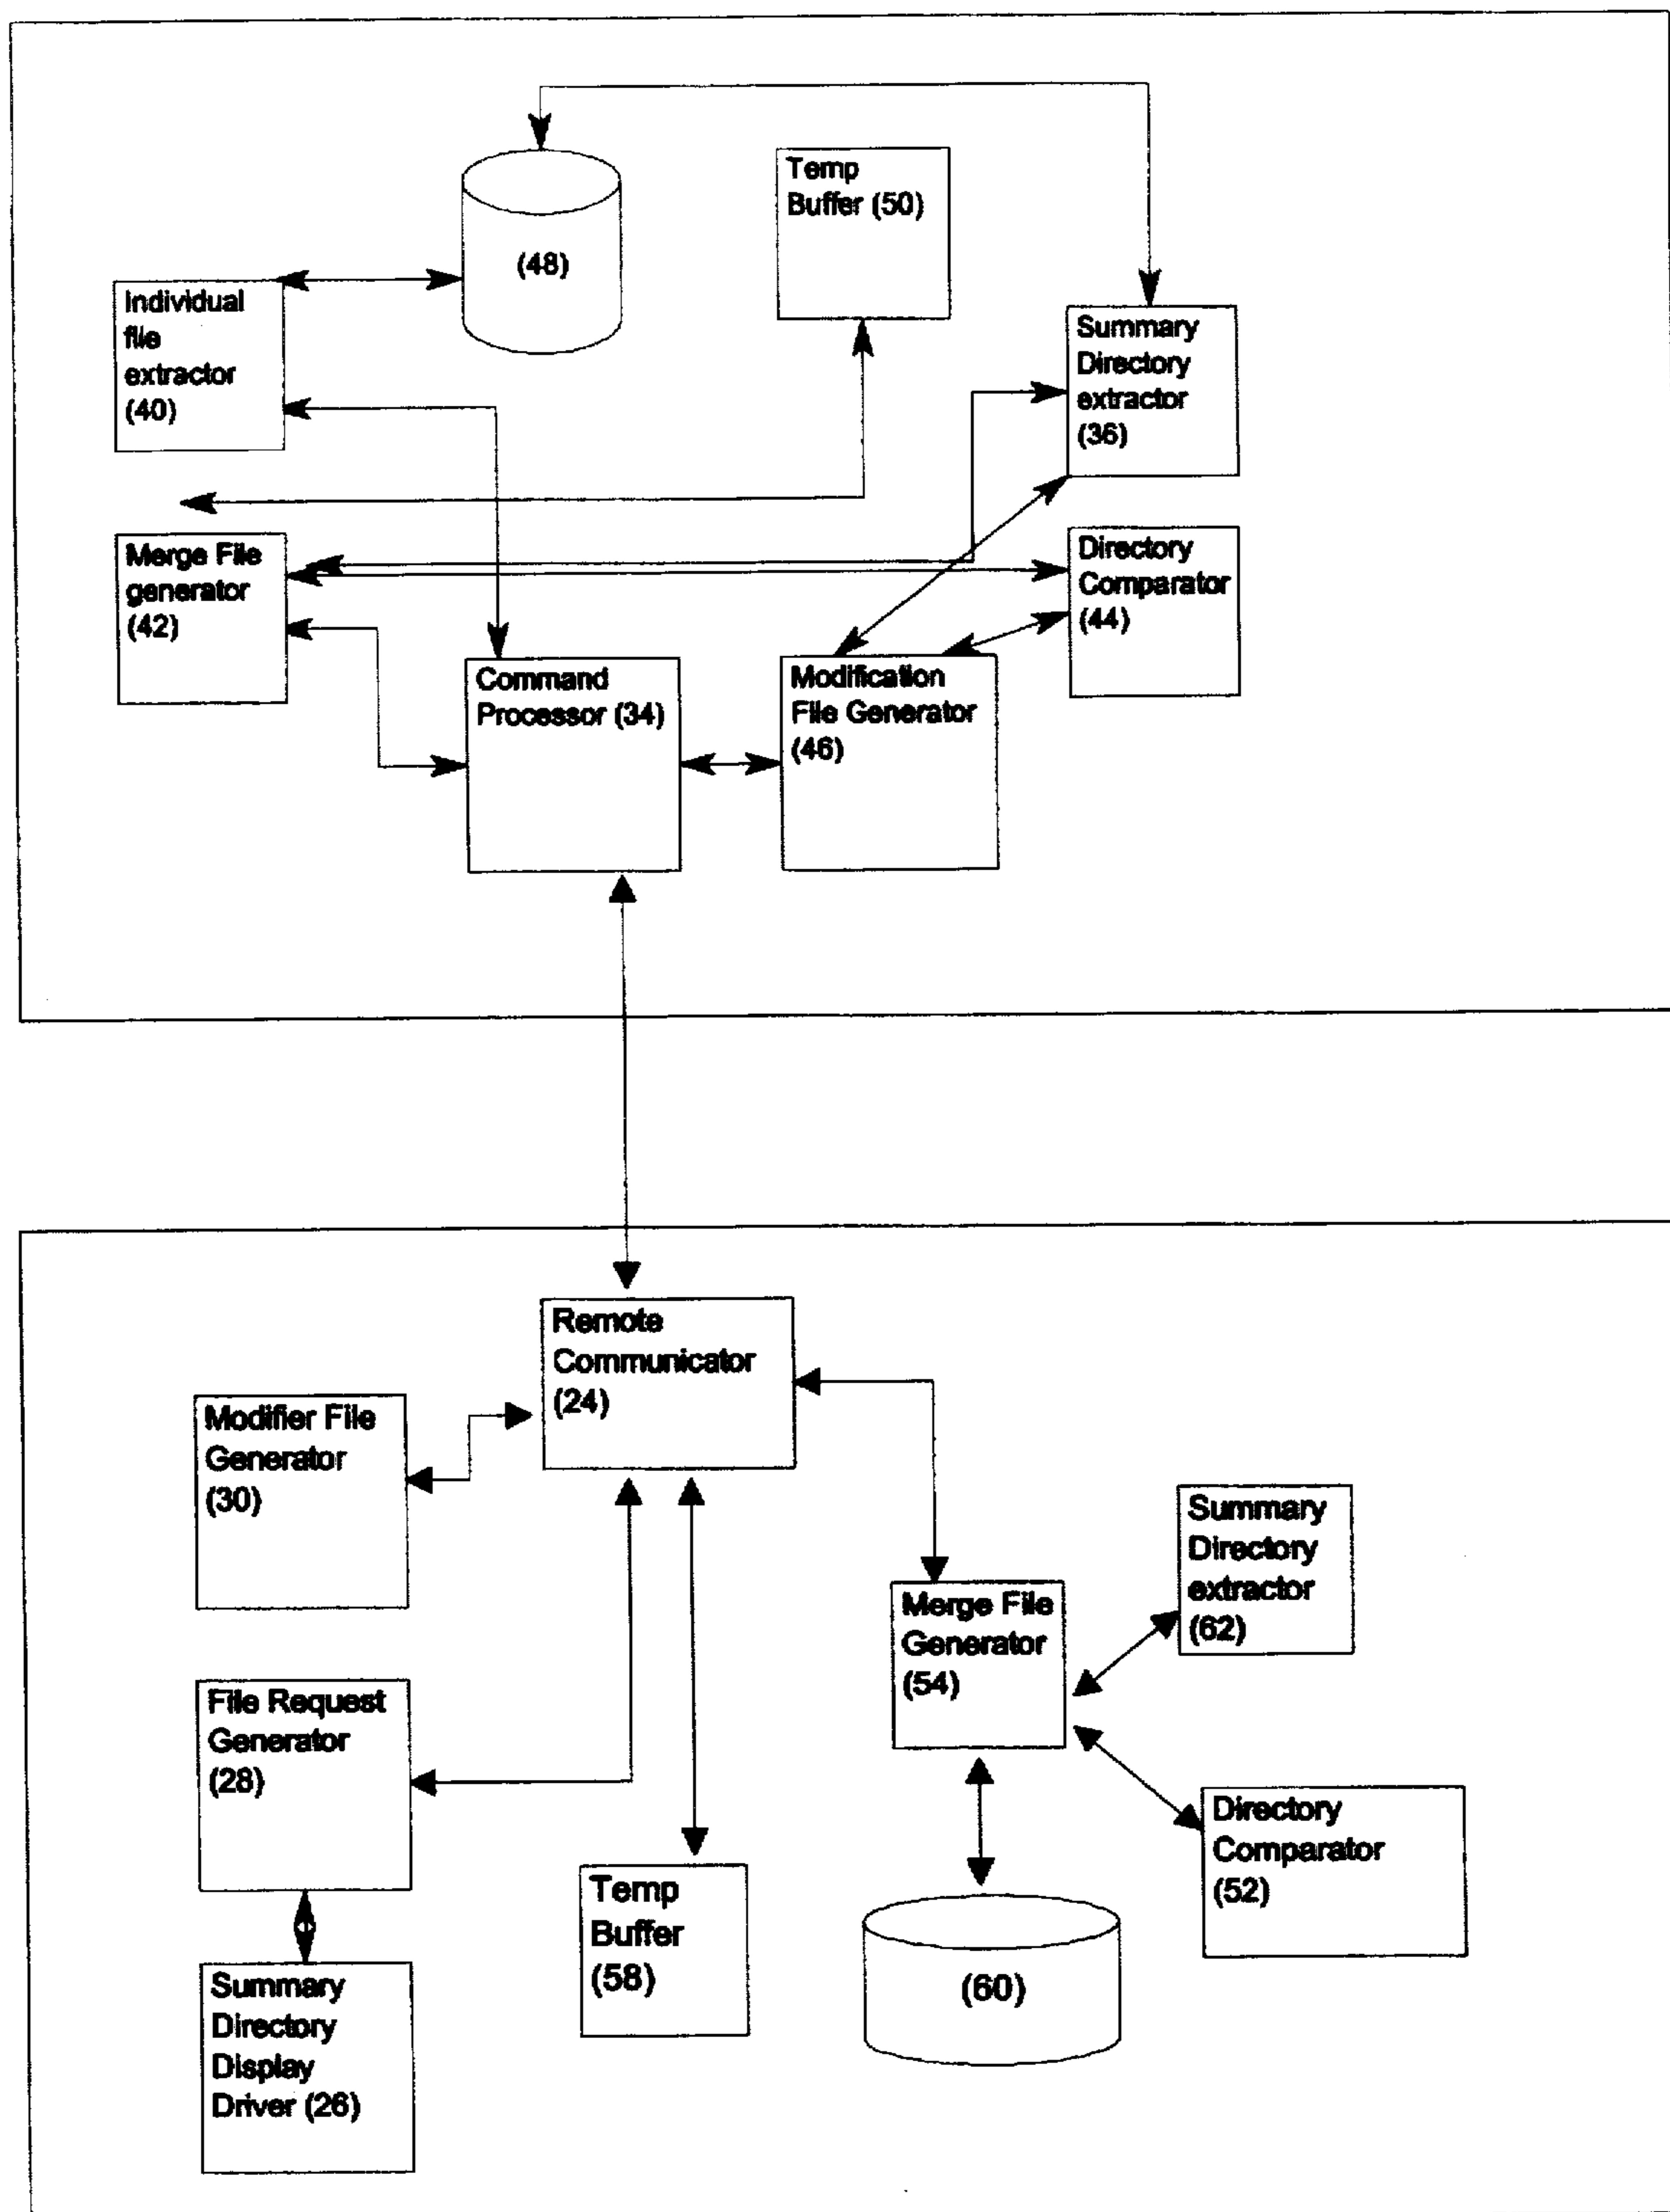 (48)
Temp
Buffer (50)
Individual
file
extractor
(40)
Summary
Directory
extractor
(36)
Merge File
generator
(42)
Directory
Comparator
(44)
Command
Processor (34)
Modification
File Generator
(46)
Remote
Communicator
(24)
Modifier File
Generator
(30)
Summary
Directory
extractor
(62)
Merge File
Generator
(54)
File Request
Generator
(28)
Directory
Comparator
(52)
Temp
Buffer
(58)
(60)
Summary
Directory
Display
Driver (26)